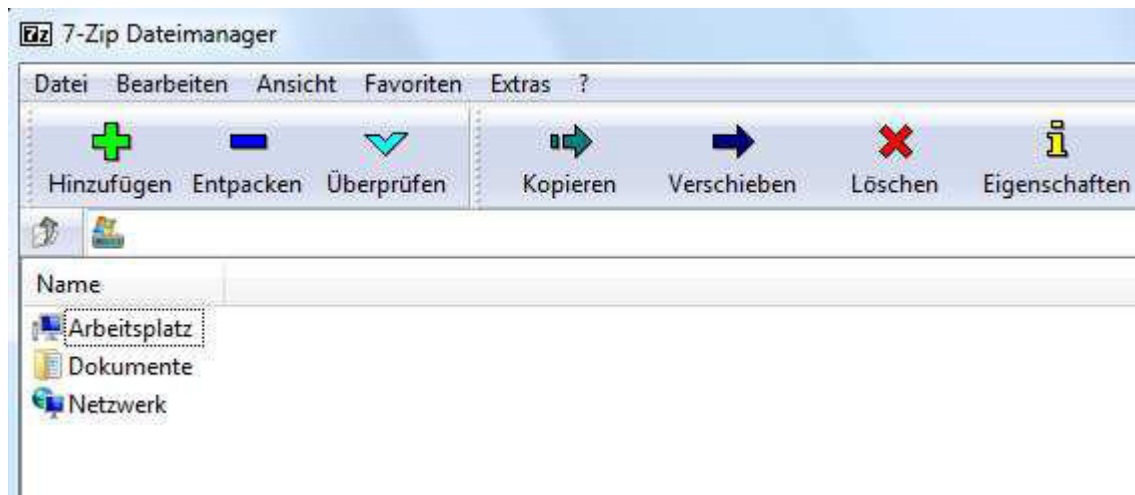 7z 7-Zip Dateimanager
Datei Bearbeiten Ansicht Favoriten Extras ?
Hinzufügen Entpacken Überprüfen Kopieren Verschieben Löschen Eigenschaften
Name
Arbeitsplatz
Dokumente
Netzwerk